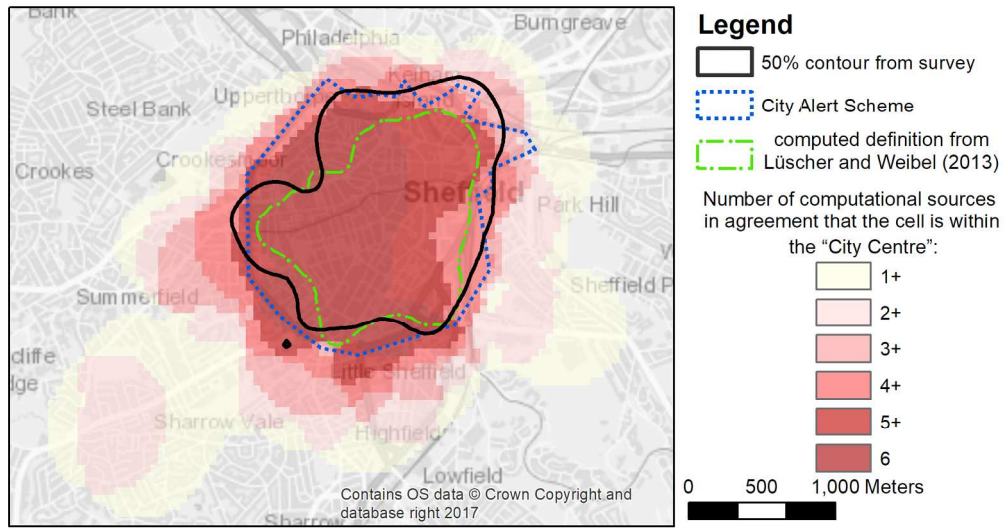 Bank
Burngreave
Philadelphia
Kelham
Island
Steel Bank
Upperthorpe
Crookes
Crookesmoor
Sheffield
Park Hill
W
Summerfield
Sheffield P
cliffe
dge
Little Sheffield
Sharrow Vale
Highfields
Lowfield
Sharrow
Contains OS data © Crown Copyright and
database right 2017
Legend
50% contour from survey
City Alert Scheme
computed definition from
Lüscher and Weibel (2013)
Number of computational sources
in agreement that the cell is within
the “City Centre”:
1+
2+
3+
4+
5+
6
0 500 1,000 Meters